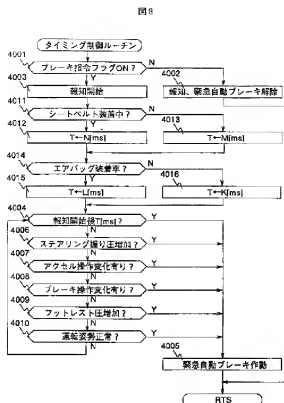 図8
タイミング制御ルーチン
4001
ブレーキ指令フラグON？
N
Y
4003
報知開始
4002
報知、緊急自動ブレーキ解除
4011
シートベルト装着中？
N
Y
4012
T←N[ms]
4013
T←M[ms]
4014
エアバッグ装着車？
N
Y
4015
T←L[ms]
4016
T←K[ms]
4004
報知開始後T[ms]？
Y
N
4006
ステアリング握り圧増加？
Y
N
4007
アクセル操作変化有り？
Y
N
4008
ブレーキ操作変化有り？
Y
N
4009
フットレスト圧増加？
Y
N
4010
運転姿勢正常？
Y
N
4005
緊急自動ブレーキ作動
RTS